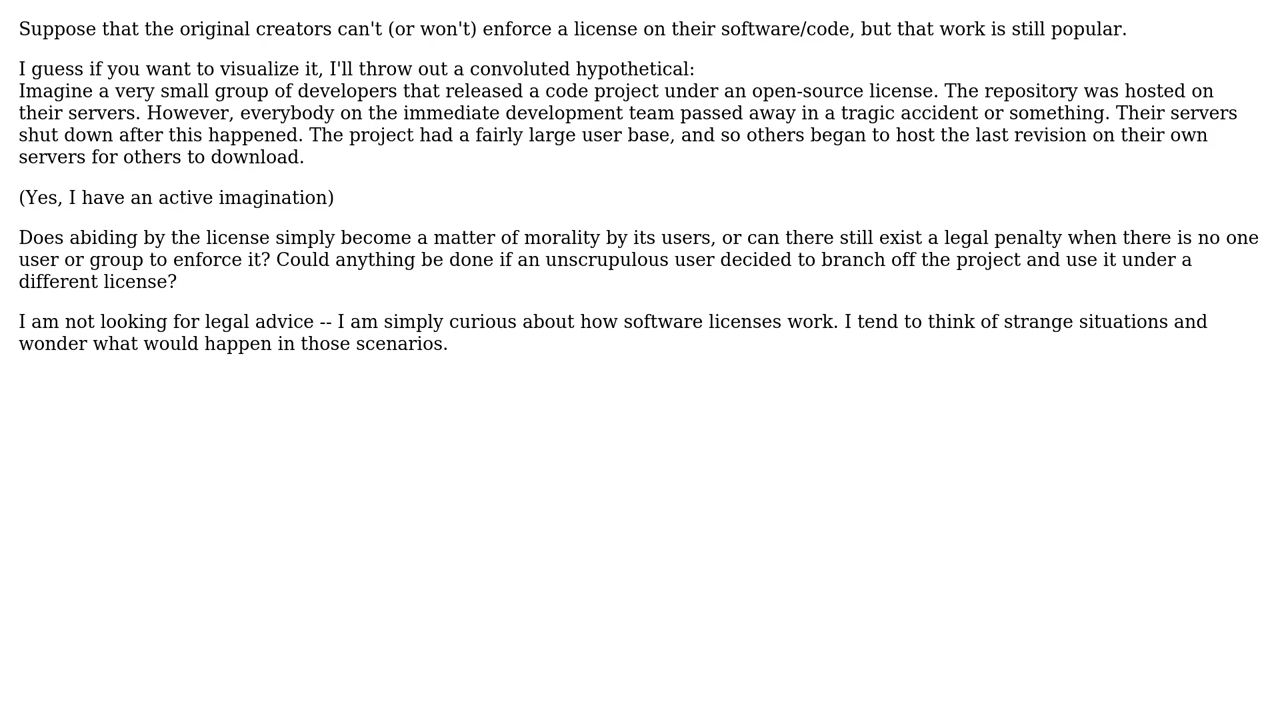 Suppose that the original creators can't (or won't) enforce a license on their software/code, but that work is still popular.
I guess if you want to visualize it, I'll throw out a convoluted hypothetical:
Imagine a very small group of developers that released a code project under an open-source license. The repository was hosted on
their servers. However, everybody on the immediate development team passed away in a tragic accident or something. Their servers
shut down after this happened. The project had a fairly large user base, and so others began to host the last revision on their own
servers for others to download.
(Yes, I have an active imagination)
Does abiding by the license simply become a matter of morality by its users, or can there still exist a legal penalty when there is no one
user or group to enforce it? Could anything be done if an unscrupulous user decided to branch off the project and use it under a
different license?
I am not looking for legal advice -- I am simply curious about how software licenses work. I tend to think of strange situations and
wonder what would happen in those scenarios.